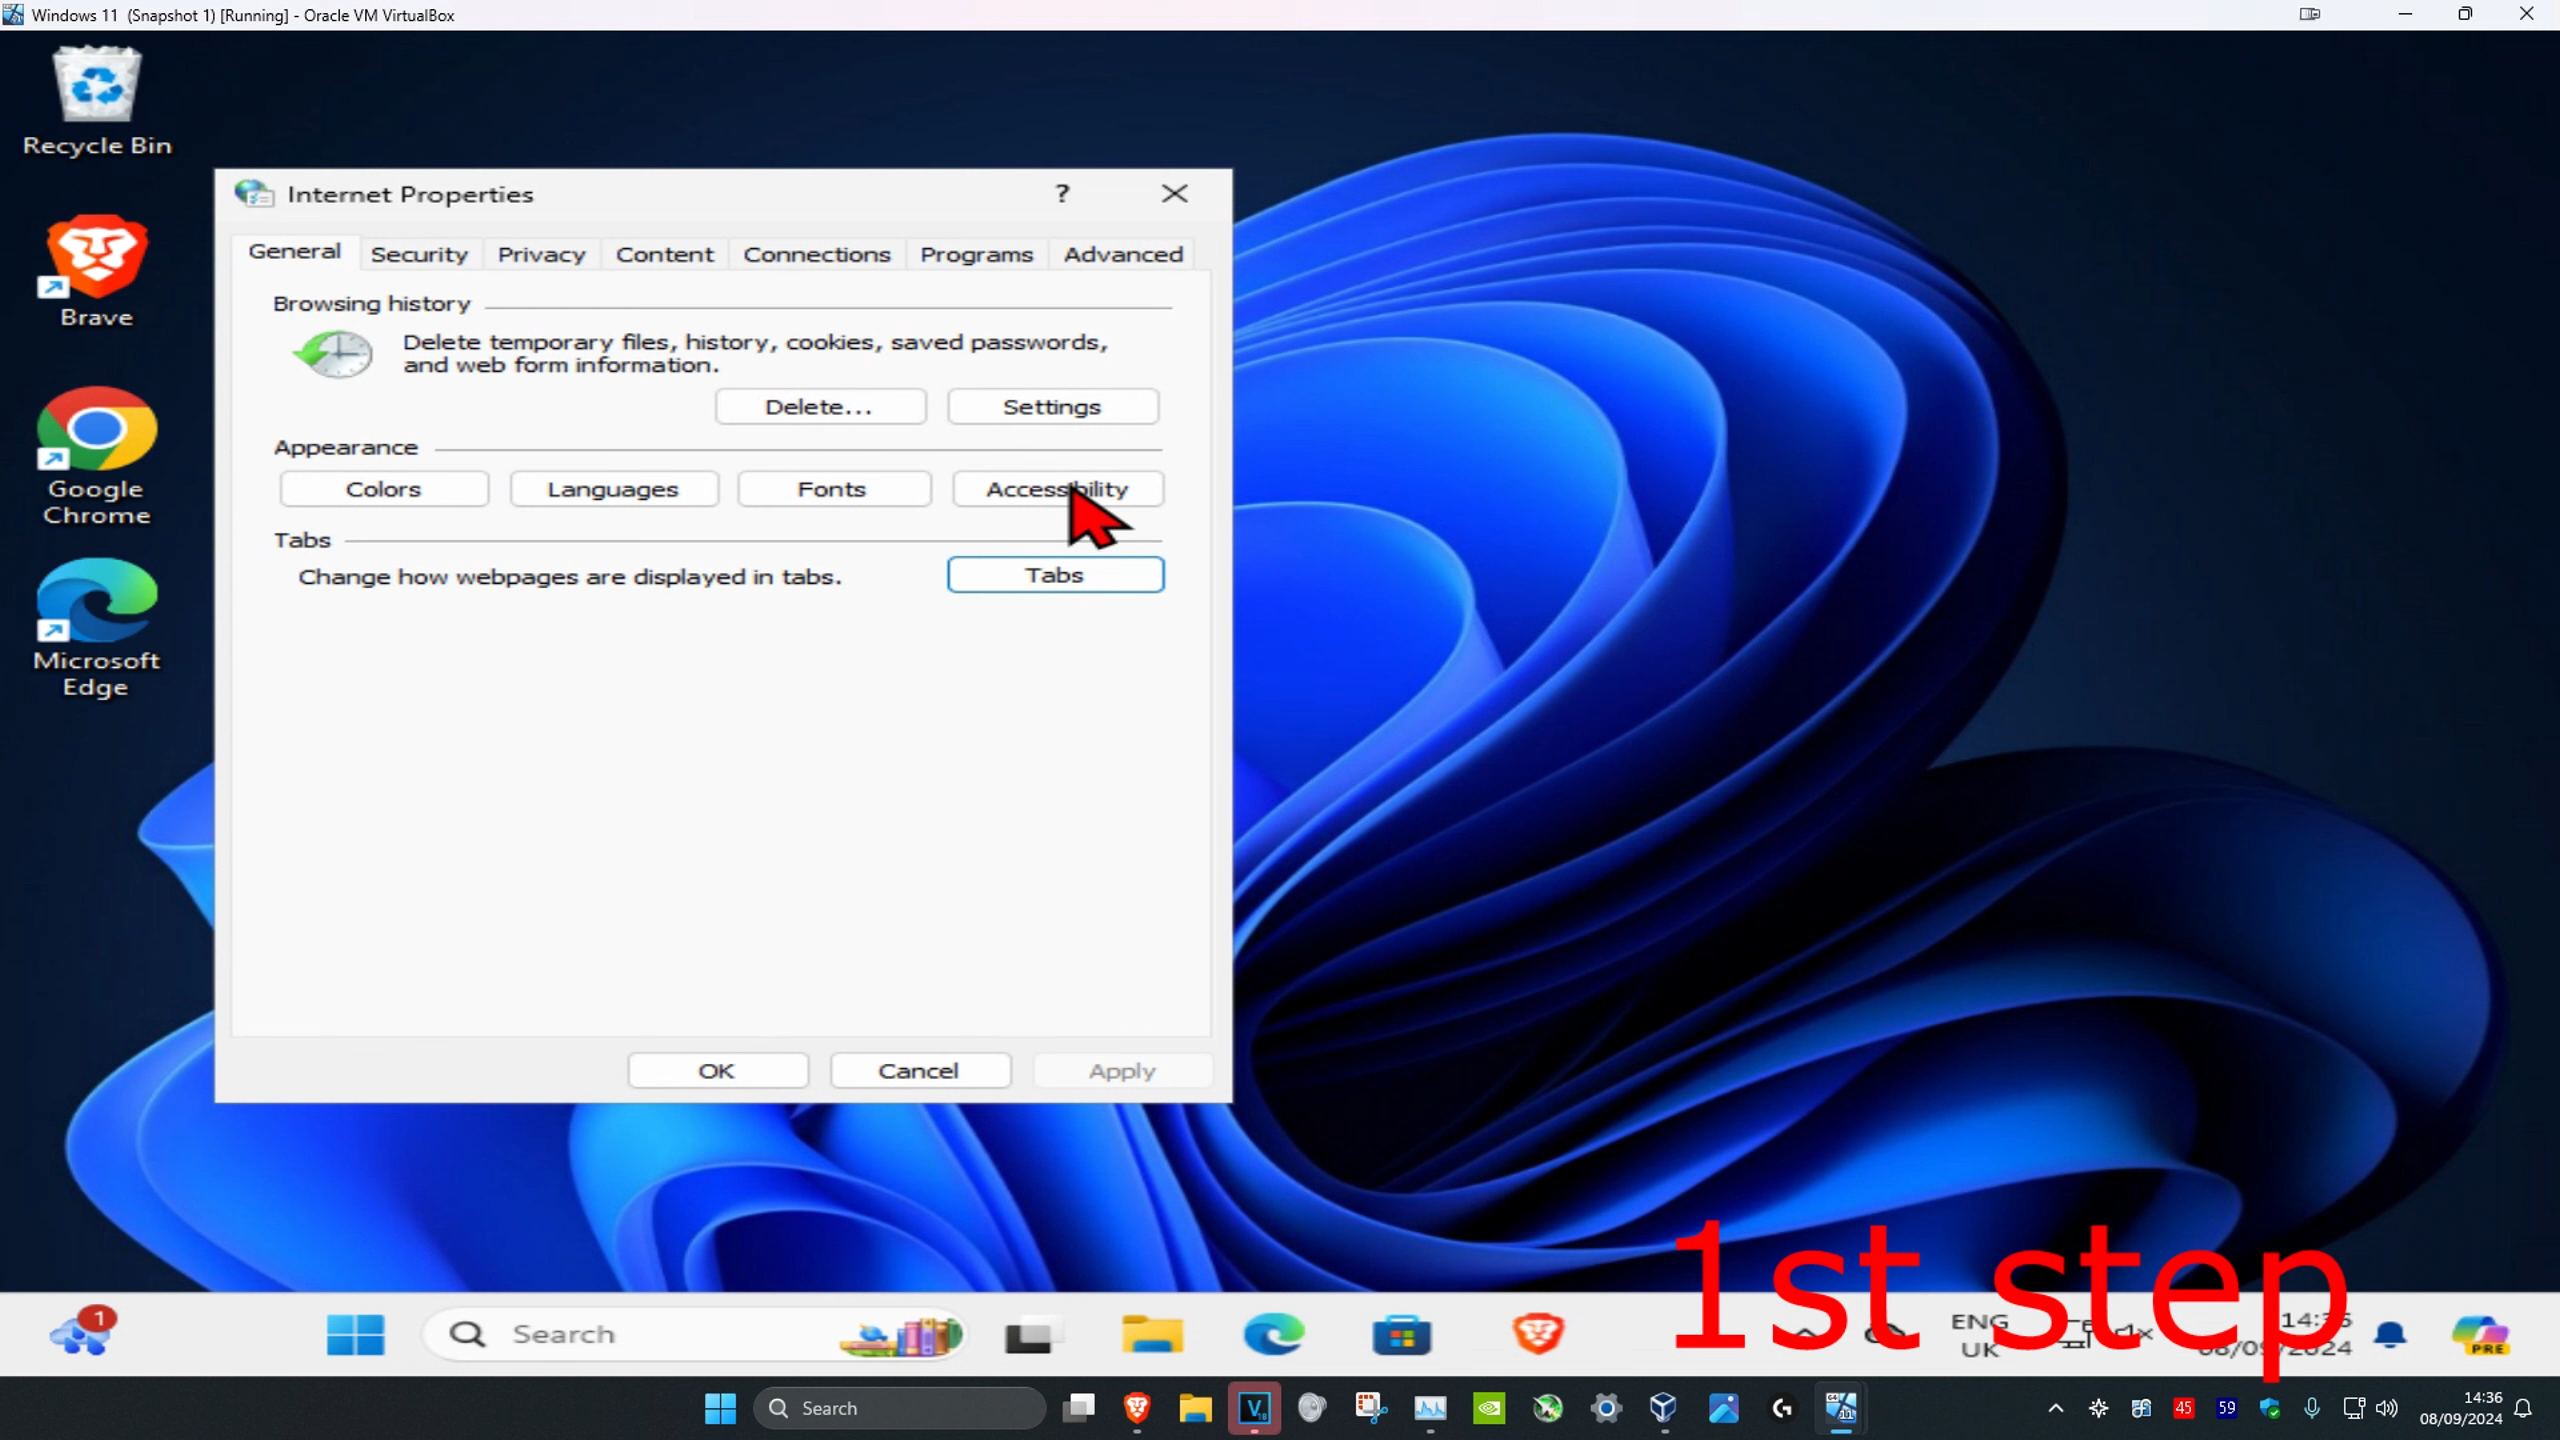 Windows 11 (Snapshot 1) [Running] - Oracle VM VirtualBox
Recycle Bin
Brave
Google
Chrome
Microsoft
Edge
Internet Properties
?
General Security Privacy Content Connections Programs Advanced
Browsing history
Delete temporary files, history, cookies, saved passwords,
and web form information.
Delete... Settings
Appearance
Colors Languages Fonts Accessibility
Tabs
Change how webpages are displayed in tabs. Tabs
OK Cancel Apply
1st step
1
Search
ENG
UK
PRE
Search
45 59
14:36
08/09/2024